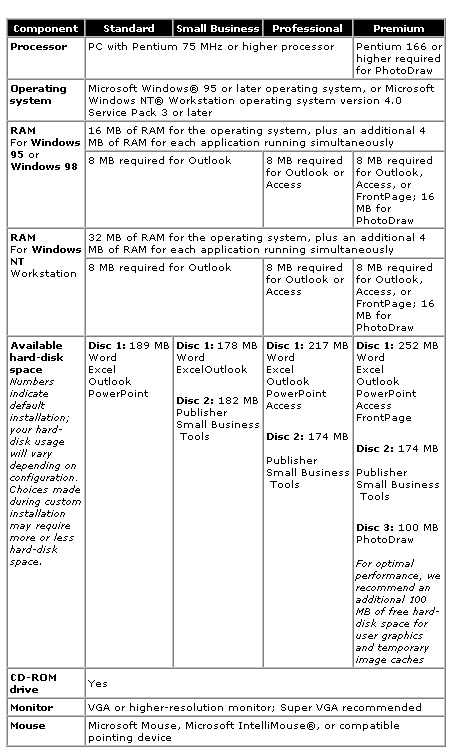 Component Standard Small Business Professional Premium
Processor
PC with Pentium 75 MHz or higher processor
Pentium 166 or
higher required
for PhotoDraw
Operating
system
Microsoft Windows® 95 or later operating system, or Microsoft
Windows NT® Workstation operating system version 4.0
Service Pack 3 or later
RAM
For Windows
95 or
Windows 98
16 MB of RAM for the operating system, plus an additional 4
MB of RAM for each application running simultaneously
8 MB required for Outlook
8 MB required
for Outlook or
Access
8 MB required
for Outlook,
Access, or
FrontPage; 16
MB for
PhotoDraw
RAM
For Windows
NT
Workstation
32 MB of RAM for the operating system, plus an additional 4
MB of RAM for each application running simultaneously
8 MB required for Outlook
8 MB required
for Outlook or
Access
8 MB required
for Outlook,
Access, or
FrontPage; 16
MB for
PhotoDraw
Available
hard-disk
space
Numbers
indicate
default
installation;
your hard-
disk usage
will vary
depending on
configuration.
Choices made
during custom
installation
may require
more or less
hard-disk
space.
Disc 1: 189 MB
Word
Excel
Outlook
PowerPoint
Disc 1: 178 MB
Word
ExcelOutlook
Disc 2: 182 MB
Publisher
Small Business
Tools
Disc 1: 217 MB
Word
Excel
Outlook
PowerPoint
Access
Disc 2: 174 MB
Publisher
Small Business
Tools
Disc 1: 252 MB
Word
Excel
Outlook
PowerPoint
Access
FrontPage
Disc 2: 174 MB
Publisher
Small Business
Tools
Disc 3: 100 MB
PhotoDraw
For optimal
performance, we
recommend an
additional 100
MB of free hard-
disk space for
user graphics
and temporary
image caches
CD-ROM
drive
Yes
Monitor
VGA or higher-resolution monitor; Super VGA recommended
Mouse
Microsoft Mouse, Microsoft IntelliMouse®, or compatible
pointing device